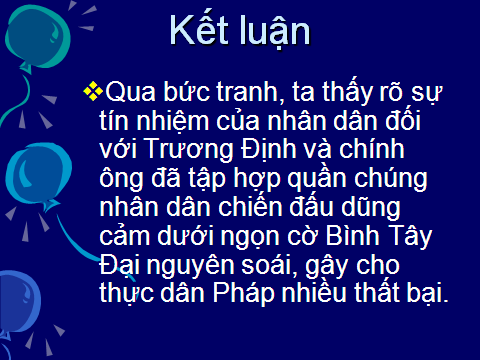 Kết luận
❖Qua bức tranh, ta thấy rõ sự
tín nhiệm của nhân dân đối
với Trương Định và chính
ông đã tập hợp quần chúng
nhân dân chiến đấu dũng
cảm dưới ngọn cờ Bình Tây
Đại nguyên soái, gây cho
thực dân Pháp nhiều thất bại.